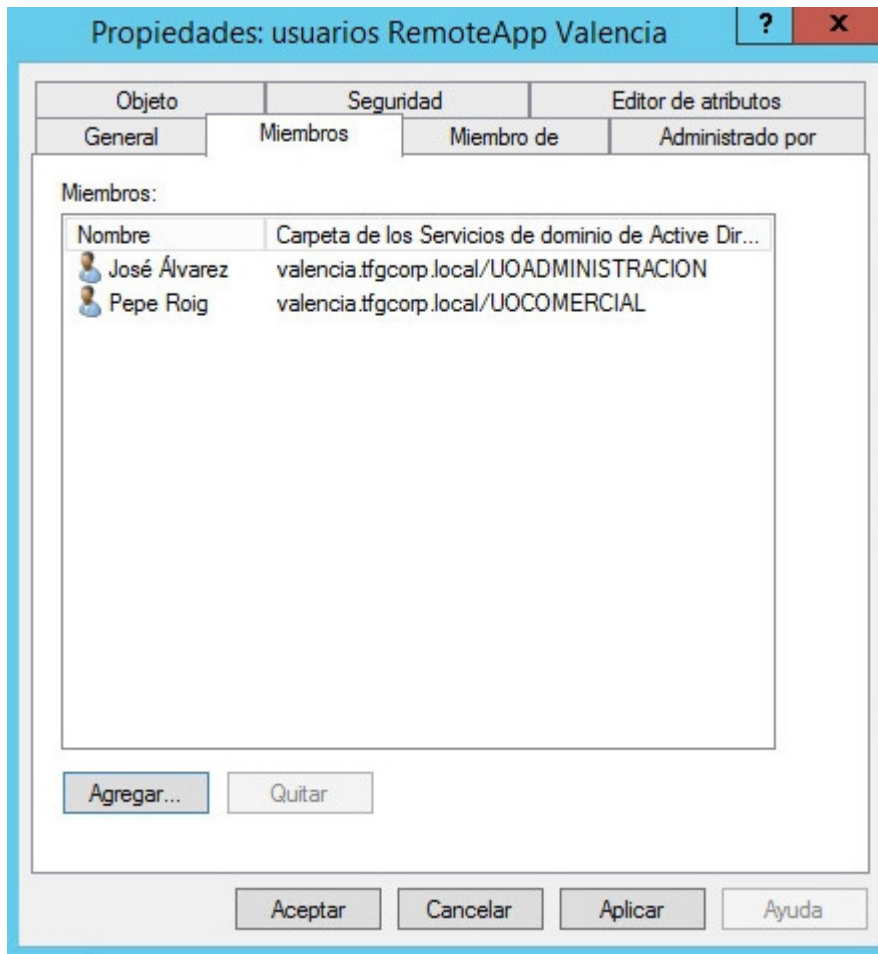 Propiedades: usuarios RemoteApp Valencia ? x
Objeto Seguridad Editor de atributos
General Miembros Miembro de Administrado por
Miembros:
Nombre Carpeta de los Servicios de dominio de Active Dir...
José Álvarez valencia.tfgcorp.local/UOADMINISTRACION
Pepe Roig valencia.tfgcorp.local/UOCOMERCIAL
Agregar... Quitar
Aceptar Cancelar Aplicar Ayuda